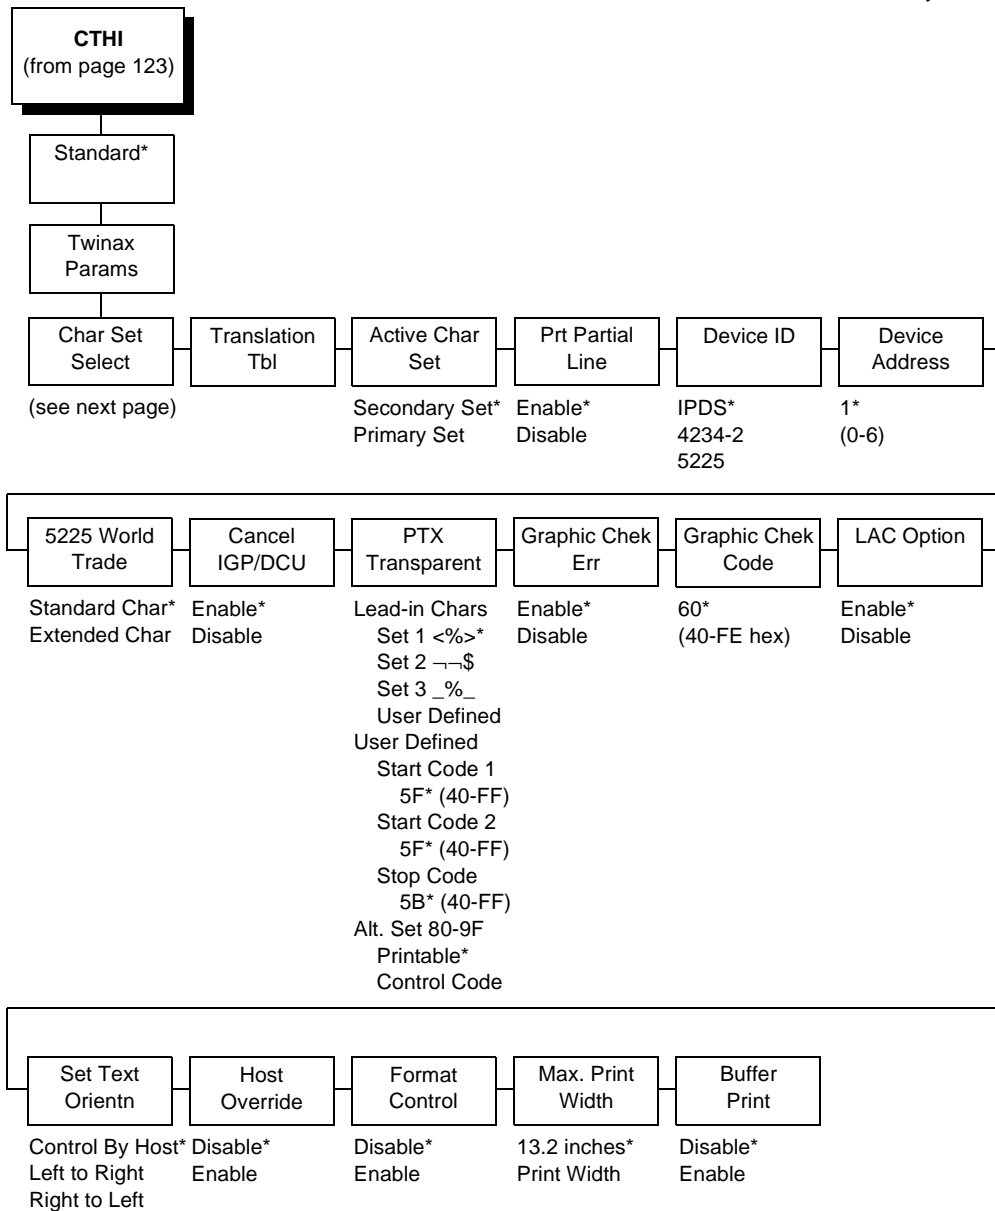 CTHI
(from page 123)
Standard*
Twinax
Params
Char Set
Select
Translation
Tbl
Active Char
Set
Prt Partial
Line
Device ID
Device
Address
(see next page)
Secondary Set*
Primary Set
Enable*
Disable
IPDS*
4234-2
5225
1*
(0-6)
5225 World
Trade
Cancel
IGP/DCU
PTX
Transparent
Graphic Chek
Err
Graphic Chek
Code
LAC Option
Standard Char*
Extended Char
Enable*
Disable
Lead-in Chars
Set 1 <%>*
Set 2 ¬¬$
Set 3 _%_
User Defined
User Defined
Start Code 1
5F* (40-FF)
Start Code 2
5F* (40-FF)
Stop Code
5B* (40-FF)
Alt. Set 80-9F
Printable*
Control Code
Enable*
Disable
60*
(40-FE hex)
Enable*
Disable
Set Text
Orientn
Host
Override
Format
Control
Max. Print
Width
Buffer
Print
Control By Host*
Left to Right
Right to Left
Disable*
Enable
Disable*
Enable
13.2 inches*
Print Width
Disable*
Enable